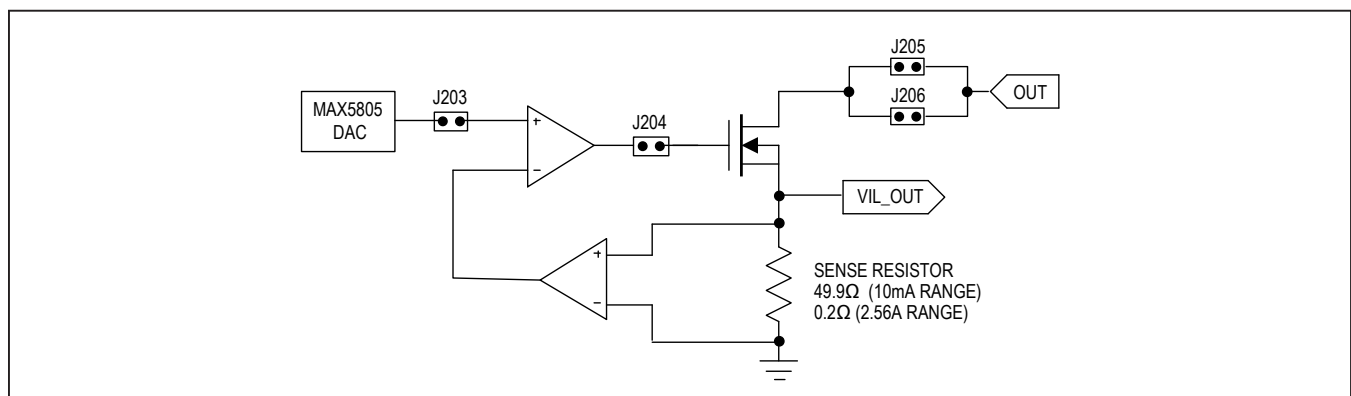 J205
J206
OUT
MAX5805
DAC
J203
+
−
J204
VIL_OUT
+
−
SENSE RESISTOR
49.9Ω (10mA RANGE)
0.2Ω (2.56A RANGE)